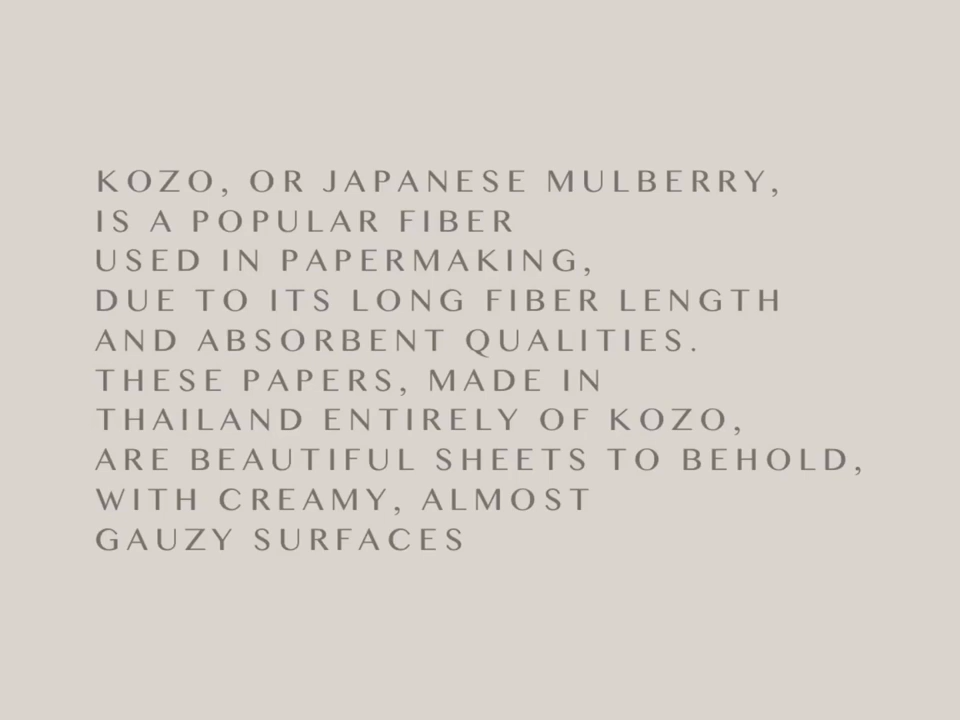 KOZO, OR JAPANESE MULBERRY,
IS A POPULAR FIBER
USED IN PAPERMAKING,
DUE TO ITS LONG FIBER LENGTH
AND ABSORBENT QUALITIES.
THESE PAPERS, MADE IN
THAILAND ENTIRELY OF KOZO,
ARE BEAUTIFUL SHEETS TO BEHOLD,
WITH CREAMY, ALMOST
GAUZY SURFACES